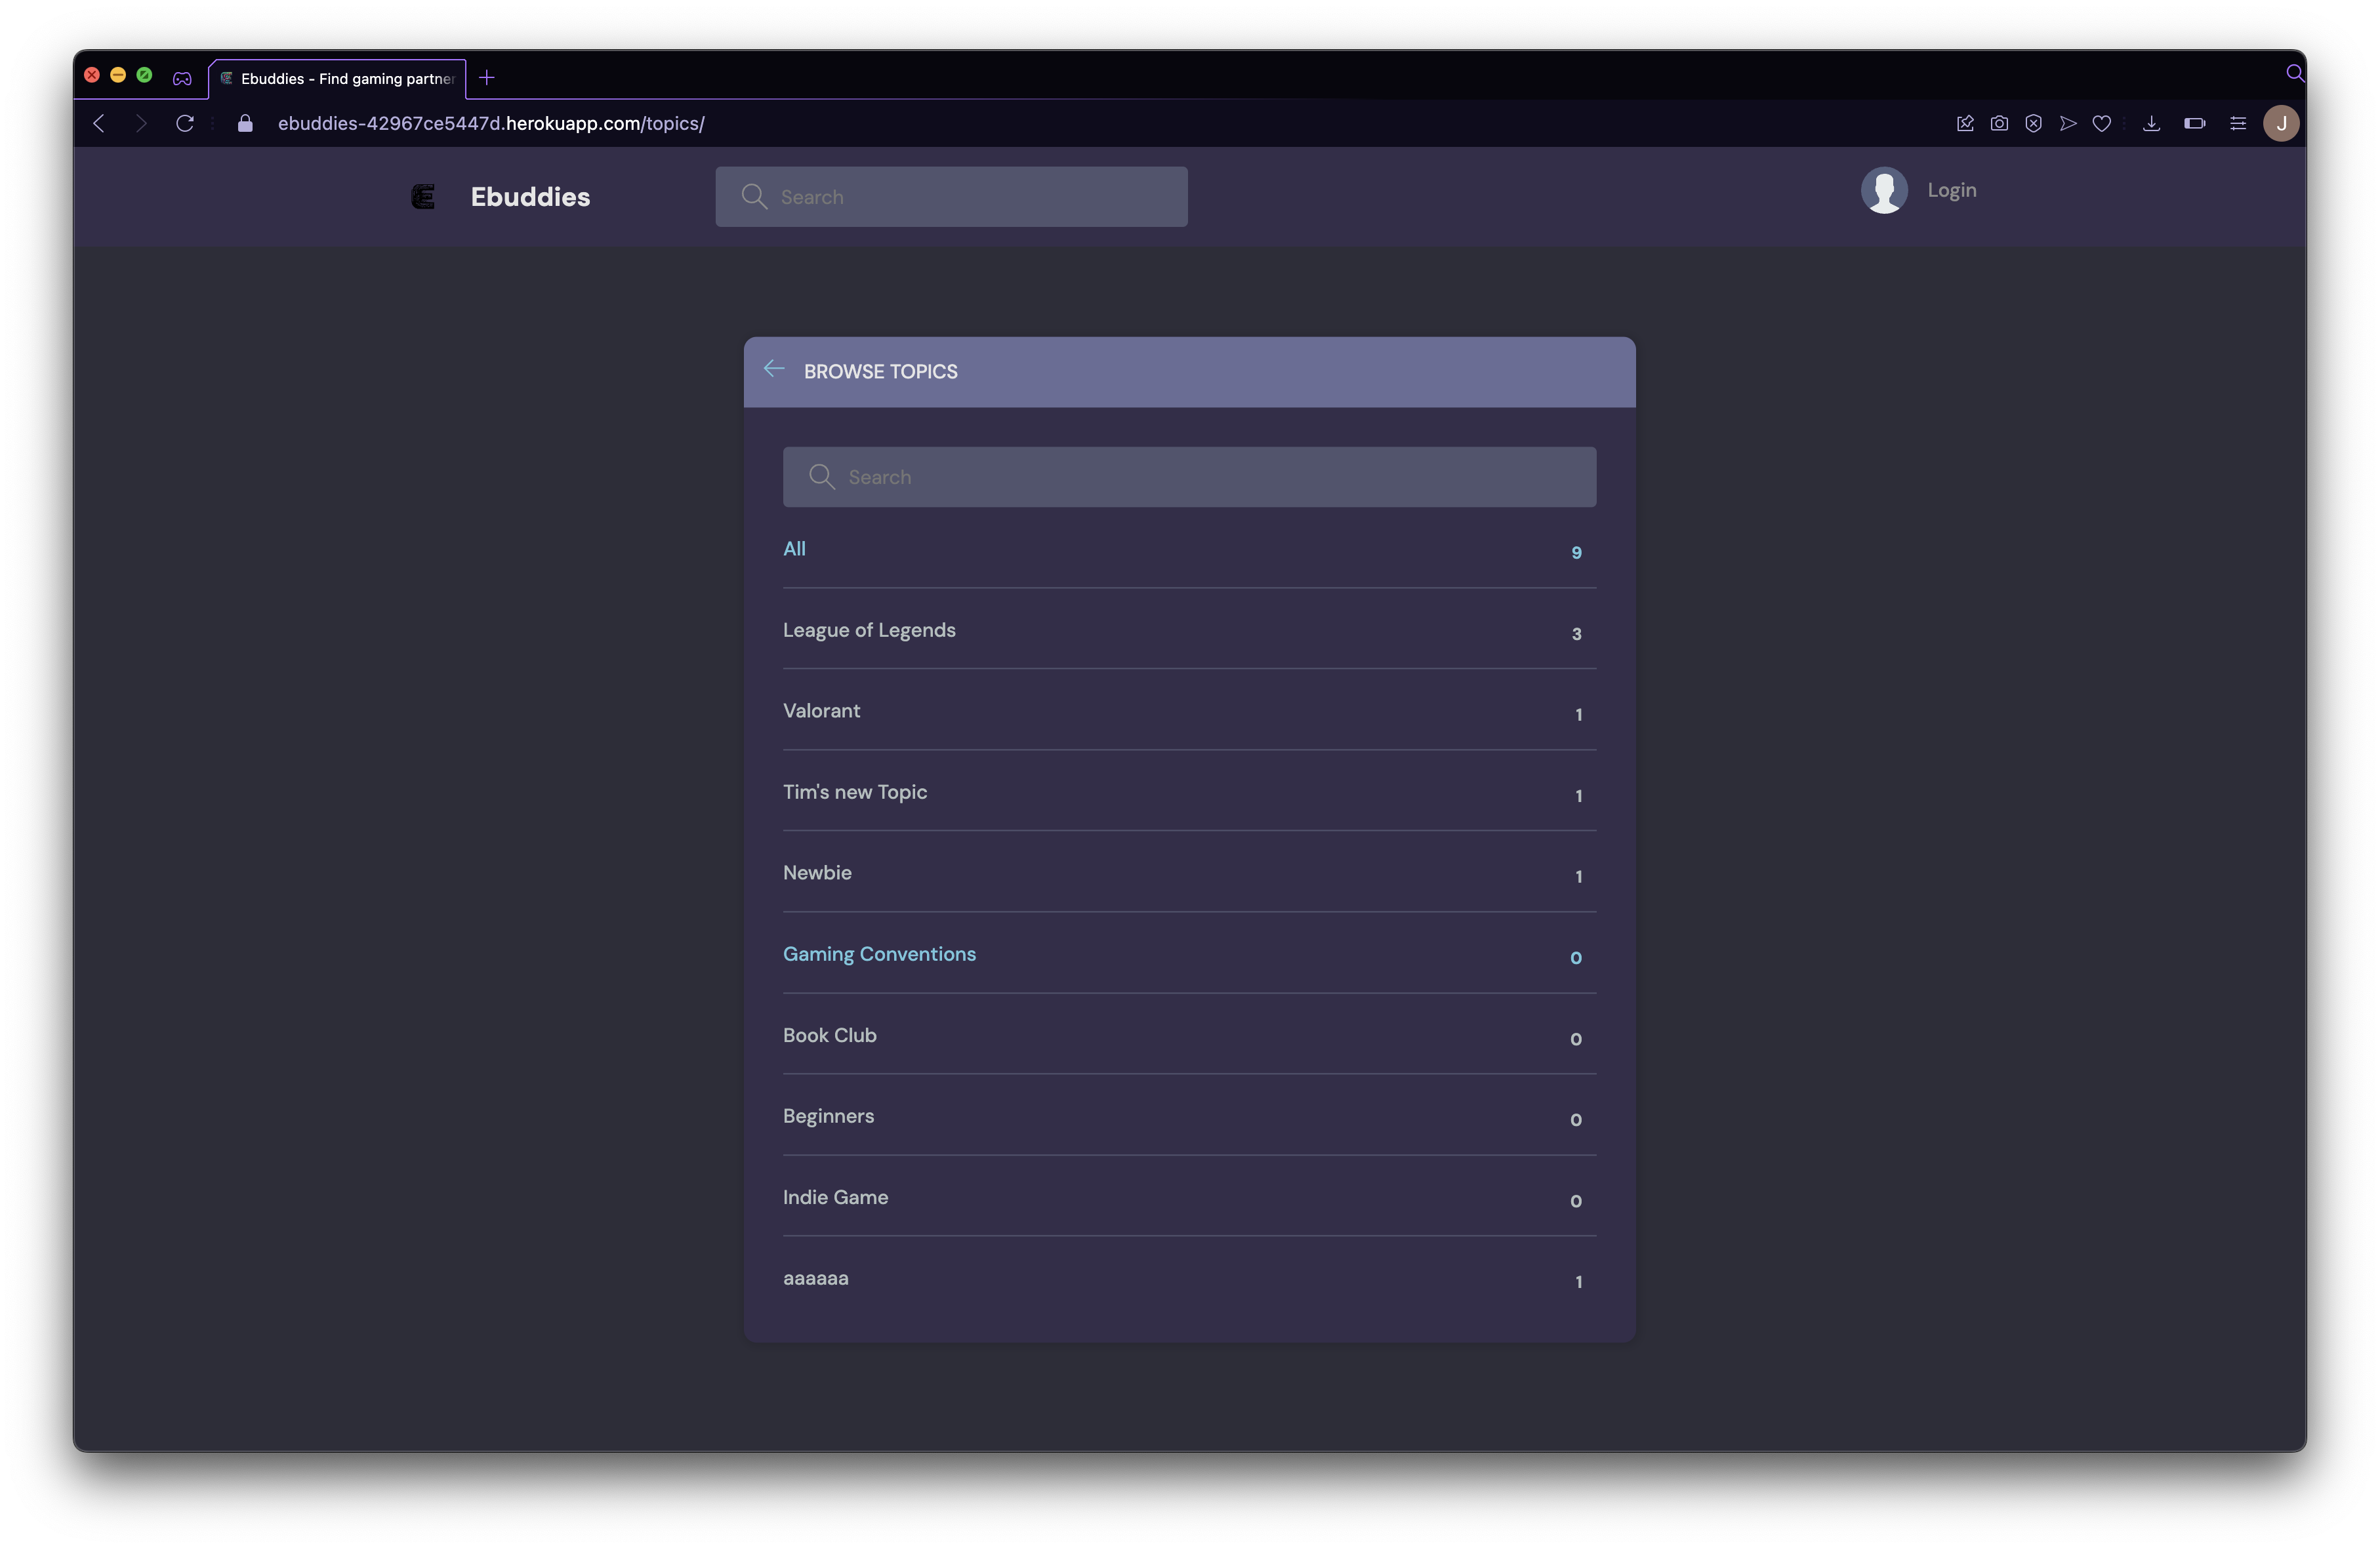 Ebuddies - Find gaming partner
ebuddies-42967ce5447d.herokuapp.com/topics/
J
Ebuddies
Search
Login
BROWSE TOPICS
Search
All 9
League of Legends 3
Valorant 1
Tim's new Topic 1
Newbie 1
Gaming Conventions 0
Book Club 0
Beginners 0
Indie Game 0
aaaaaa 1